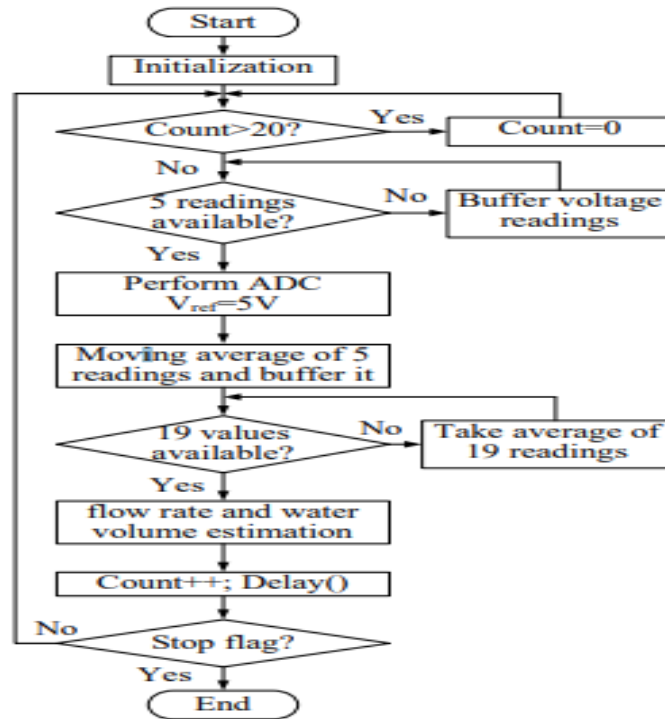 Start
Initialization
Count>20?
Yes
Count=0
No
5 readings
available?
No
Buffer voltage
readings
Yes
Perform ADC
Vref=5V
Moving average of 5
readings and buffer it
19 values
available?
No
Take average of
19 readings
Yes
flow rate and water
volume estimation
Count++; Delay()
No
Stop flag?
Yes
End